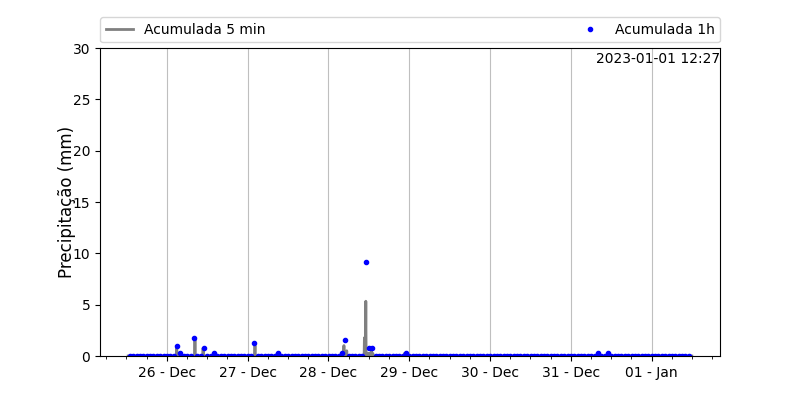 Acumulada 5 min
Acumulada 1h
2023-01-01 12:27
Precipitação (mm)
30
25
20
15
10
5
0
26 - Dec
27 - Dec
28 - Dec
29 - Dec
30 - Dec
31 - Dec
01 - Jan